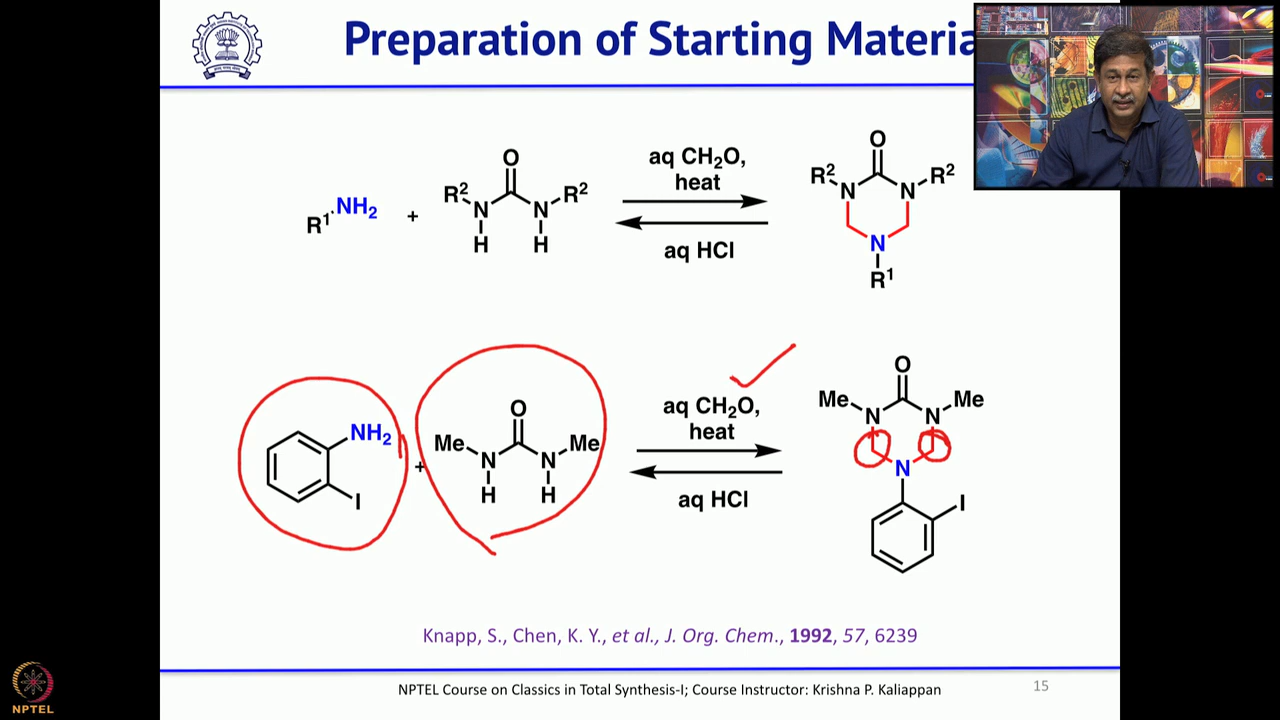 Preparation of Starting Materia
O
R2 N N R2
H H
R1 NH2
+
aq CH2O,
heat
aq HCl
O
R2 N N R2
N
R1
NH2
I
+
O
Me N N Me
H H
aq CH2O,
heat
aq HCl
O
Me N N Me
N
I
Knapp, S., Chen, K. Y., et al., J. Org. Chem., 1992, 57, 6239
NPTEL Course on Classics in Total Synthesis-I; Course Instructor: Krishna P. Kaliappan
15
NPTEL